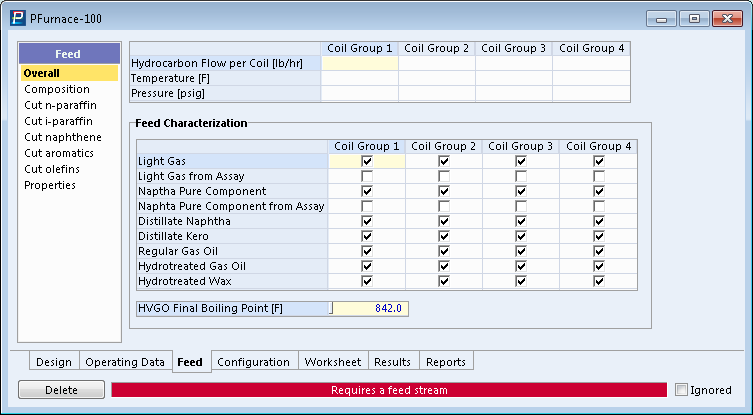 PFurnace-100
Feed
Overall
Composition
Cut n-paraffin
Cut i-paraffin
Cut naphthene
Cut aromatics
Cut olefins
Properties
Coil Group 1 Coil Group 2 Coil Group 3 Coil Group 4
Hydrocarbon Flow per Coil [lb/hr]
Temperature [F]
Pressure [psig]
Feed Characterization
Coil Group 1 Coil Group 2 Coil Group 3 Coil Group 4
Light Gas
Light Gas from Assay
Naptha Pure Component
Naphta Pure Component from Assay
Distillate Naphtha
Distillate Kero
Regular Gas Oil
Hydrotreated Gas Oil
Hydrotreated Wax
HVGO Final Boiling Point [F] 842.0
Design Operating Data Feed Configuration Worksheet Results Reports
Delete Requires a feed stream Ignored